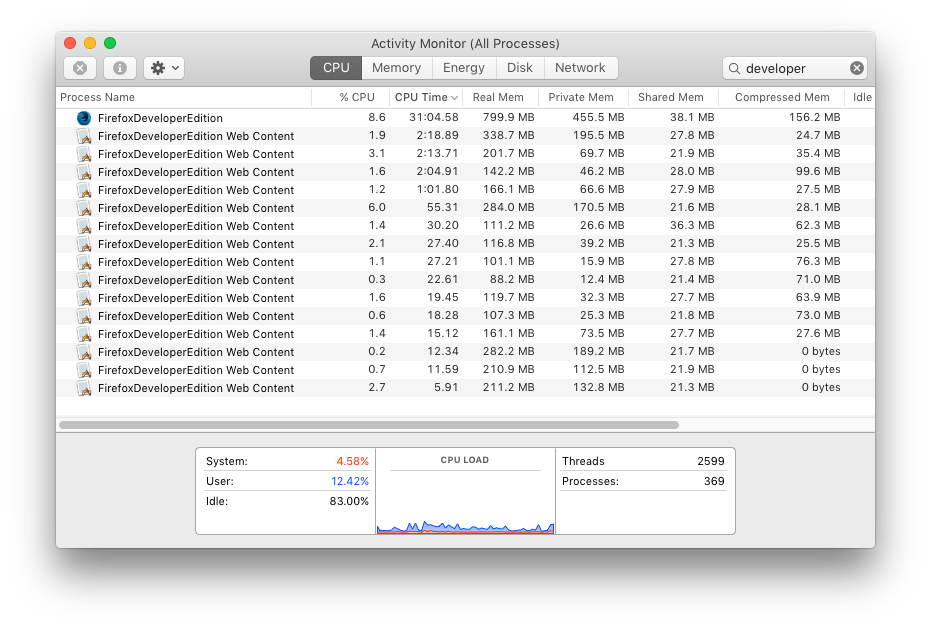 Activity Monitor (All Processes)
CPU Memory Energy Disk Network developer
Process Name % CPU CPU Time Real Mem Private Mem Shared Mem Compressed Mem Idle
FirefoxDeveloperEdition 8.6 31:04.58 799.9 MB 455.5 MB 38.1 MB 156.2 MB
FirefoxDeveloperEdition Web Content 1.9 2:18.89 338.7 MB 195.5 MB 27.8 MB 24.7 MB
FirefoxDeveloperEdition Web Content 3.1 2:13.71 201.7 MB 69.7 MB 21.9 MB 35.4 MB
FirefoxDeveloperEdition Web Content 1.6 2:04.91 142.2 MB 46.2 MB 28.0 MB 99.6 MB
FirefoxDeveloperEdition Web Content 1.2 1:01.80 166.1 MB 66.6 MB 27.9 MB 27.5 MB
FirefoxDeveloperEdition Web Content 6.0 55.31 284.0 MB 170.5 MB 21.6 MB 28.1 MB
FirefoxDeveloperEdition Web Content 1.4 30.20 111.2 MB 26.6 MB 36.3 MB 62.3 MB
FirefoxDeveloperEdition Web Content 2.1 27.40 116.8 MB 39.2 MB 21.3 MB 25.5 MB
FirefoxDeveloperEdition Web Content 1.1 27.21 101.1 MB 15.9 MB 27.8 MB 76.3 MB
FirefoxDeveloperEdition Web Content 0.3 22.61 88.2 MB 12.4 MB 21.4 MB 71.0 MB
FirefoxDeveloperEdition Web Content 1.6 19.45 119.7 MB 32.3 MB 27.7 MB 63.9 MB
FirefoxDeveloperEdition Web Content 0.6 18.28 107.3 MB 25.3 MB 21.8 MB 73.0 MB
FirefoxDeveloperEdition Web Content 1.4 15.12 161.1 MB 73.5 MB 27.7 MB 27.6 MB
FirefoxDeveloperEdition Web Content 0.2 12.34 282.2 MB 189.2 MB 21.7 MB 0 bytes
FirefoxDeveloperEdition Web Content 0.7 11.59 210.9 MB 112.5 MB 21.9 MB 0 bytes
FirefoxDeveloperEdition Web Content 2.7 5.91 211.2 MB 132.8 MB 21.3 MB 0 bytes
System: 4.58% CPU LOAD Threads 2599
User: 12.42% Processes: 369
Idle: 83.00%